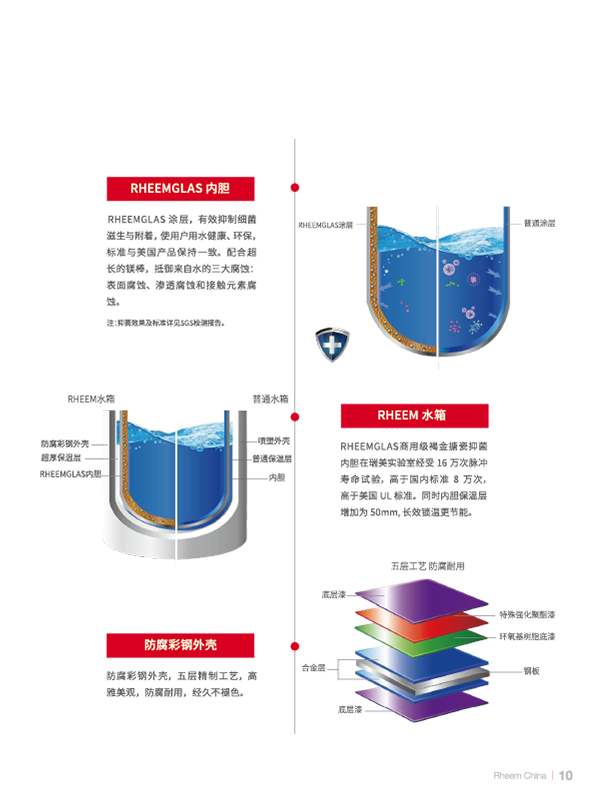 RHEEMGLAS 内胆
RHEEMGLAS 涂层，有效抑制细菌
滋生与附着，使用户用水健康、环保，
标准与美国产品保持一致。配合超
长的镁棒，抵御来自水的三大腐蚀：
表面腐蚀、渗透腐蚀和接触元素腐
蚀。
注：抑菌效果及标准详见SGS检测报告。
RHEEMGLAS涂层
普通涂层
RHEEM水箱
普通水箱
防腐彩钢外壳
超厚保温层
RHEEMGLAS内胆
喷塑外壳
普通保温层
内胆
RHEEM 水箱
RHEEMGLAS商用级褐金搪瓷抑菌
内胆在瑞美实验室经受 16 万次脉冲
寿命试验，高于国内标准 8 万次，
高于美国 UL 标准。同时内胆保温层
增加为 50mm, 长效锁温更节能。
防腐彩钢外壳
防腐彩钢外壳，五层精制工艺，高
雅美观，防腐耐用，经久不褪色。
五层工艺 防腐耐用
底层漆
特殊强化聚酯漆
环氧基树脂底漆
合金层
钢板
底层漆
Rheem China | 10